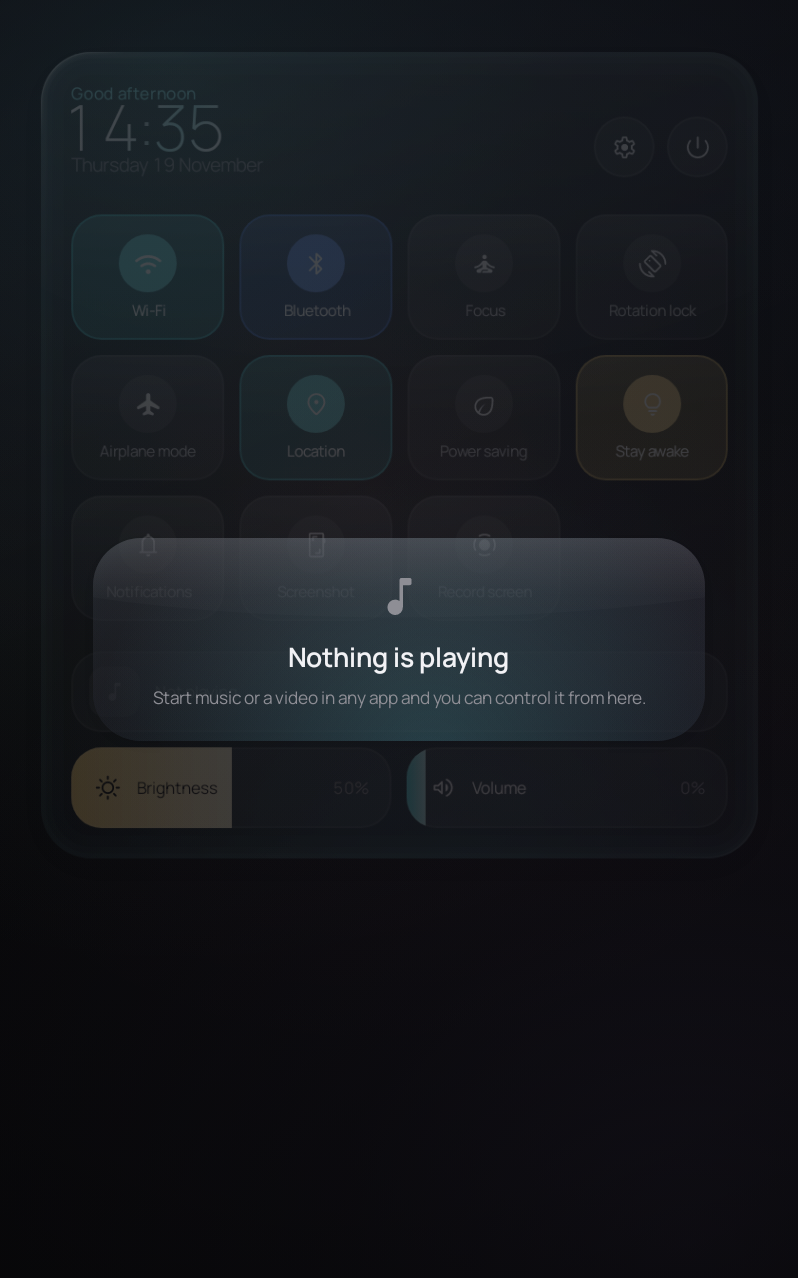 Good afternoon
14:35
Thursday 19 November
Wi-Fi
Bluetooth
Focus
Rotation lock
Airplane mode
Location
Power saving
Stay awake
Notifications
Screenshot
Record screen
Nothing is playing
Start music or a video in any app and you can control it from here.
Brightness
50%
Volume
0%